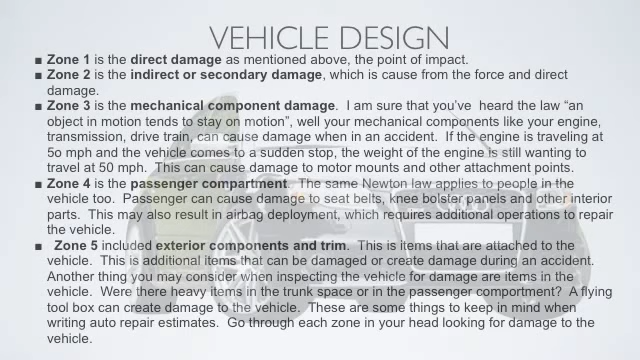 VEHICLE DESIGN
■ Zone 1 is the direct damage as mentioned above, the point of impact.
■ Zone 2 is the indirect or secondary damage, which is cause from the force and direct
damage.
■ Zone 3 is the mechanical component damage. I am sure that you've heard the law “an
object in motion tends to stay on motion”, well your mechanical components like your engine,
transmission, drive train, can cause damage when in an accident. If the engine is traveling at
5o mph and the vehicle comes to a sudden stop, the weight of the engine is still wanting to
travel at 50 mph. This can cause damage to motor mounts and other attachment points.
■ Zone 4 is the passenger compartment. The same Newton law applies to people in the
vehicle too. Passenger can cause damage to seat belts, knee bolster panels and other interior
parts. This may also result in airbag deployment, which requires additional operations to repair
the vehicle.
■ Zone 5 included exterior components and trim. This is items that are attached to the
vehicle. This is additional items that can be damaged or create damage during an accident.
Another thing you may consider when inspecting the vehicle for damage are items in the
vehicle. Were there heavy items in the trunk space or in the passenger compartment? A flying
tool box can create damage to the vehicle. These are some things to keep in mind when
writing auto repair estimates. Go through each zone in your head looking for damage to the
vehicle.